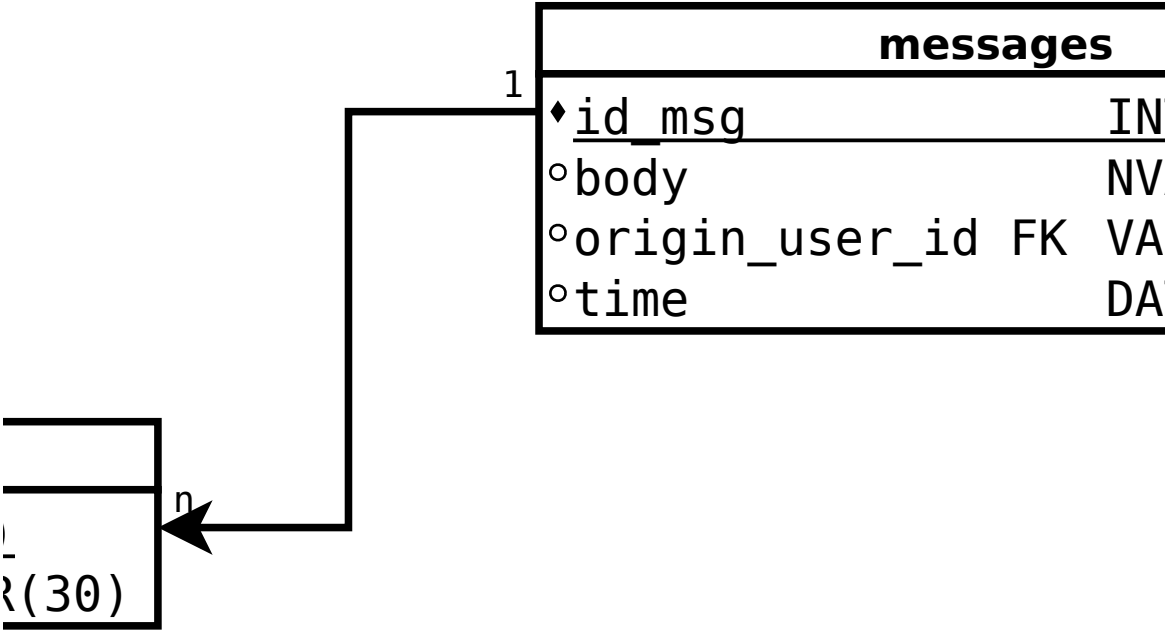 messages
1
id_msg
body
origin_user_id FK
time
n
(30)